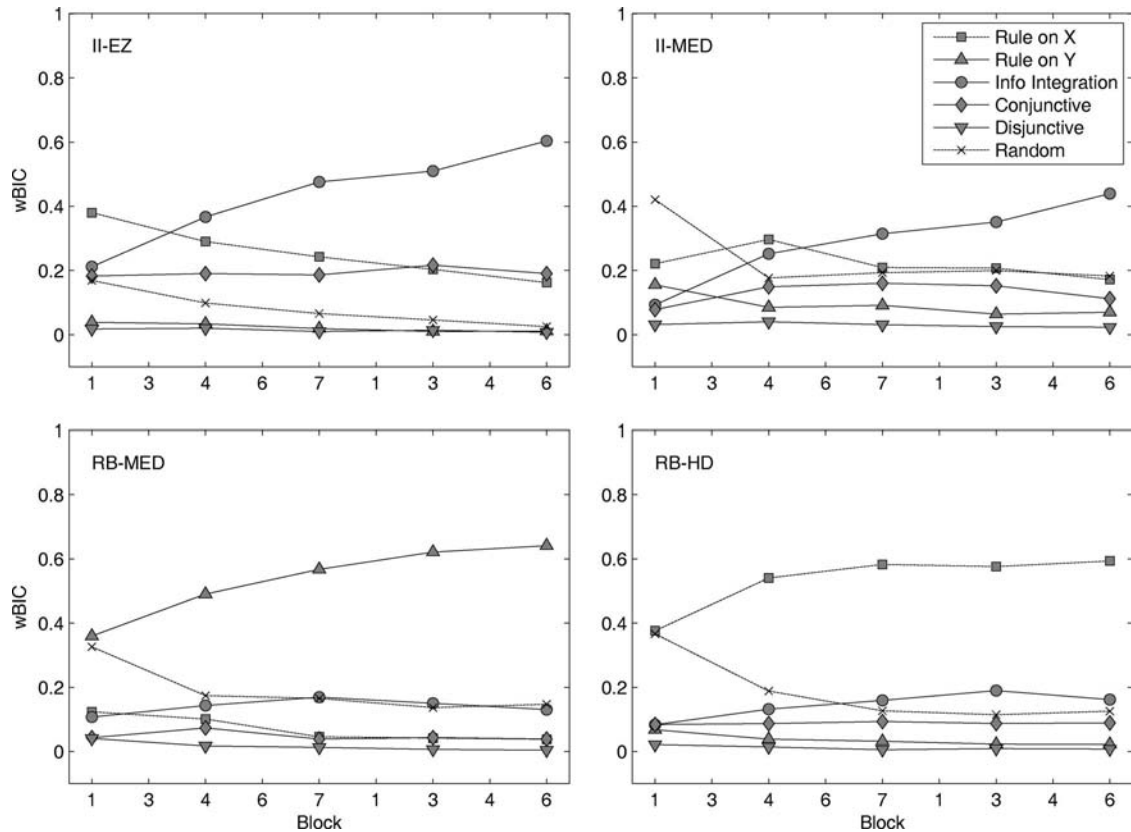 II-EZ
wBIC
1
0.8
0.6
0.4
0.2
0
1 3 4 6 7 1 3 4 6
II-MED
Rule on X
Rule on Y
Info Integration
Conjunctive
Disjunctive
Random
1
0.8
0.6
0.4
0.2
0
1 3 4 6 7 1 3 4 6
RB-MED
wBIC
1
0.8
0.6
0.4
0.2
0
1 3 4 6 7 1 3 4 6
Block
RB-HD
1
0.8
0.6
0.4
0.2
0
1 3 4 6 7 1 3 4 6
Block